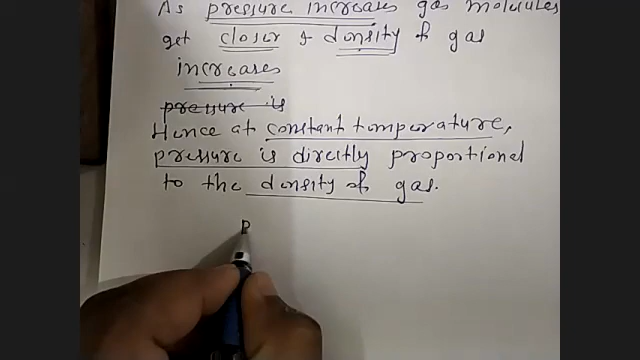 As pressure increases gas molecules
get closer & density of gas
increases
pressure is
Hence at constant temperature,
pressure is directly proportional
to the density of gas.
P